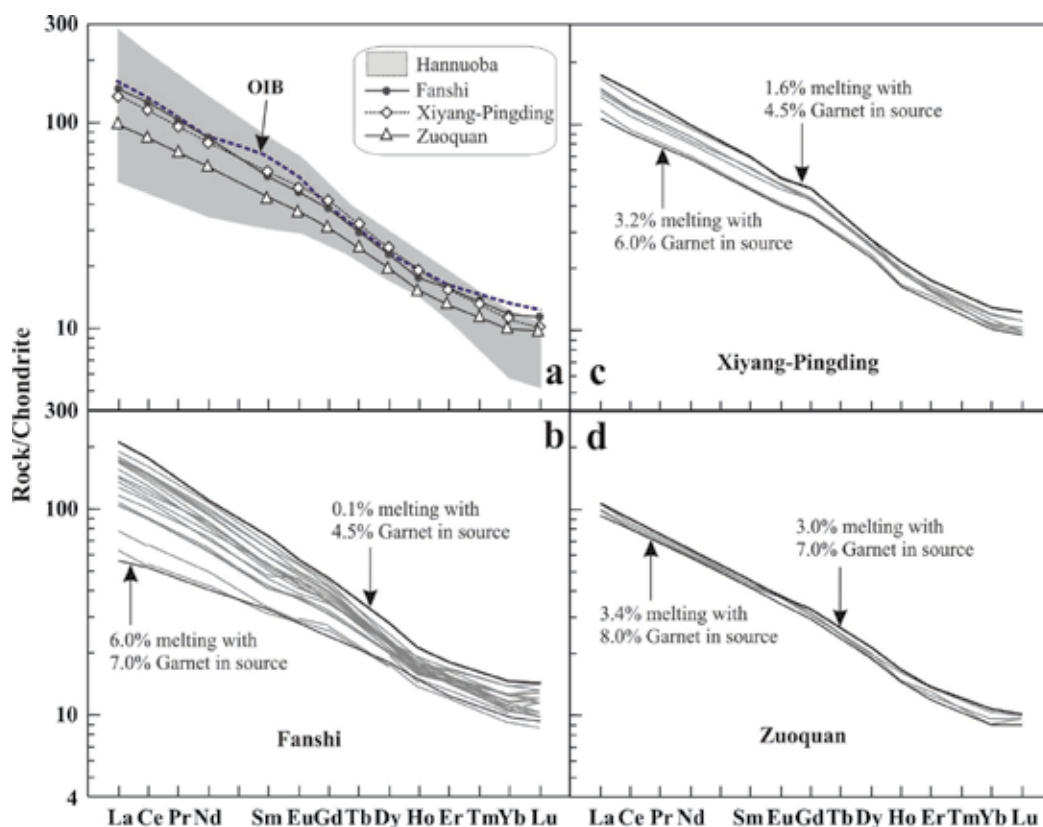 300
100
10
300
100
10
4
Rock/Chondrite
OIB
Hannuoba
Fanshi
Xiyang-Pingding
Zuoquan
a
1.6% melting with
4.5% Garnet in source
3.2% melting with
6.0% Garnet in source
c
Xiyang-Pingding
b
0.1% melting with
4.5% Garnet in source
6.0% melting with
7.0% Garnet in source
Fanshi
d
3.0% melting with
7.0% Garnet in source
3.4% melting with
8.0% Garnet in source
Zuoquan
La Ce Pr Nd Sm Eu Gd Tb Dy Ho Er Tm Yb Lu
La Ce Pr Nd Sm Eu Gd Tb Dy Ho Er Tm Yb Lu